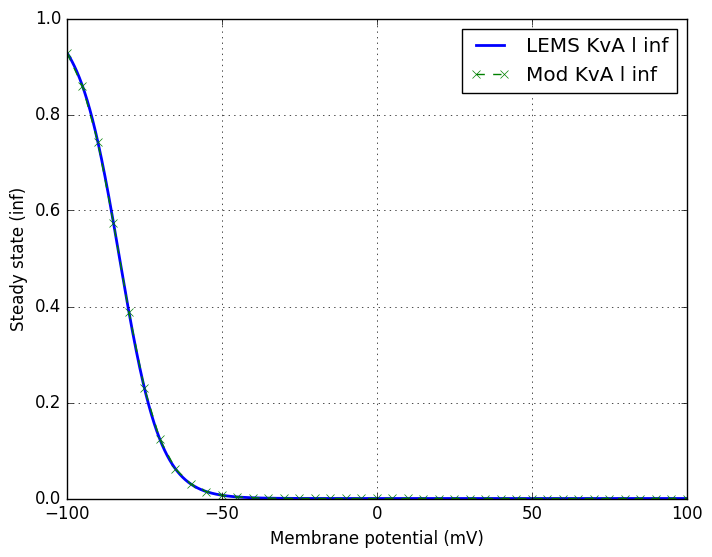 1.0
LEMS KvA l inf
Mod KvA l inf
0.8
0.6
Steady state (inf)
0.4
0.2
0.0
−100
−50
0
50
100
Membrane potential (mV)